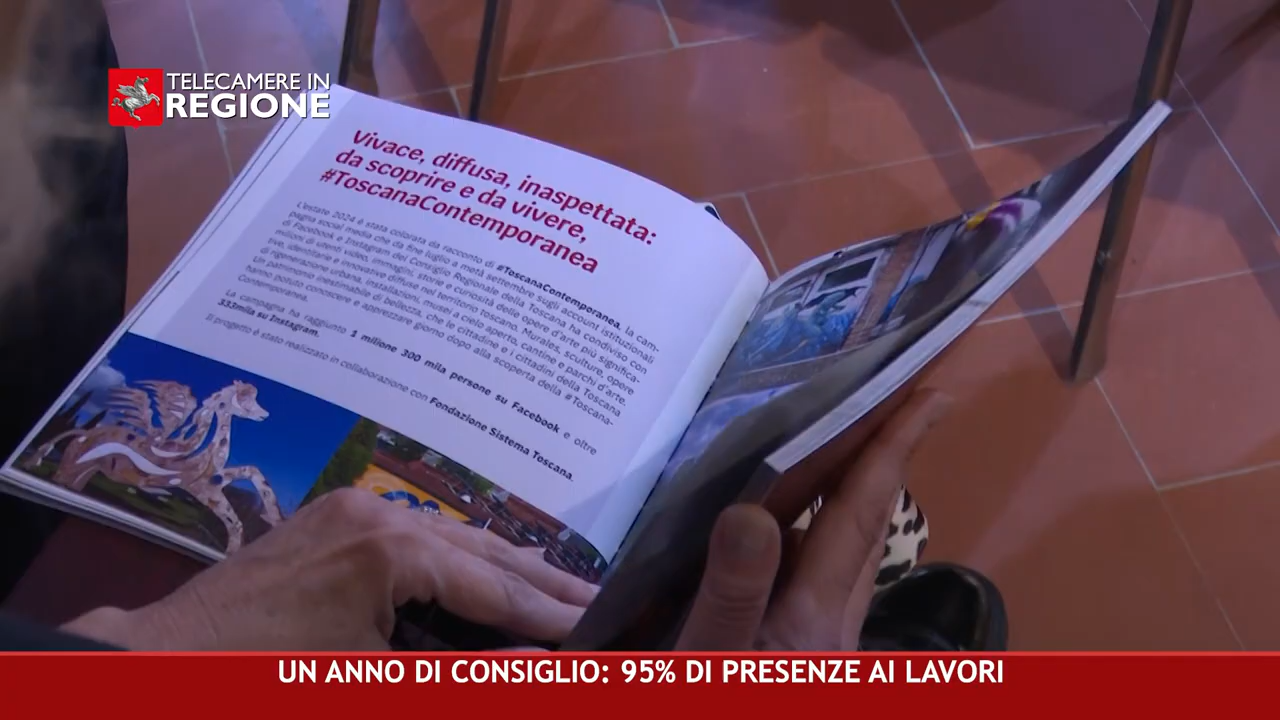 TELECAMERE IN
REGIONE
Vivace, diffusa, inaspettata:
da scoprire e da vivere,
#ToscanaContemporanea
L'estate 2024 è stata colorata da racconto di #ToscanaContemporanea, la cam-
pagna social media che da fine luglio a metà settembre sugli account istituzionali
di Facebook e Instagram del Consiglio Regionale della Toscana ha condiviso con
milioni di utenti video, immagini, storie e curiosità delle opere d'arte più significa-
tive, identitarie e innovative diffuse nel territorio toscano. Murales, sculture, opere
di rigenerazione urbana, installazioni, musei a cielo aperto, cantine e parchi d'arte.
Un patrimonio inestimabile di bellezza, che le cittadine e i cittadini della Toscana
hanno potuto conoscere e apprezzare giorno dopo alla scoperta della #Toscana-
Contemporanea.
La campagna ha raggiunto 1 milione 300 mila persone su Facebook e oltre
333mila su Instagram.
Il progetto è stato realizzato in collaborazione con Fondazione Sistema Toscana.
UN ANNO DI CONSIGLIO: 95% DI PRESENZE AI LAVORI